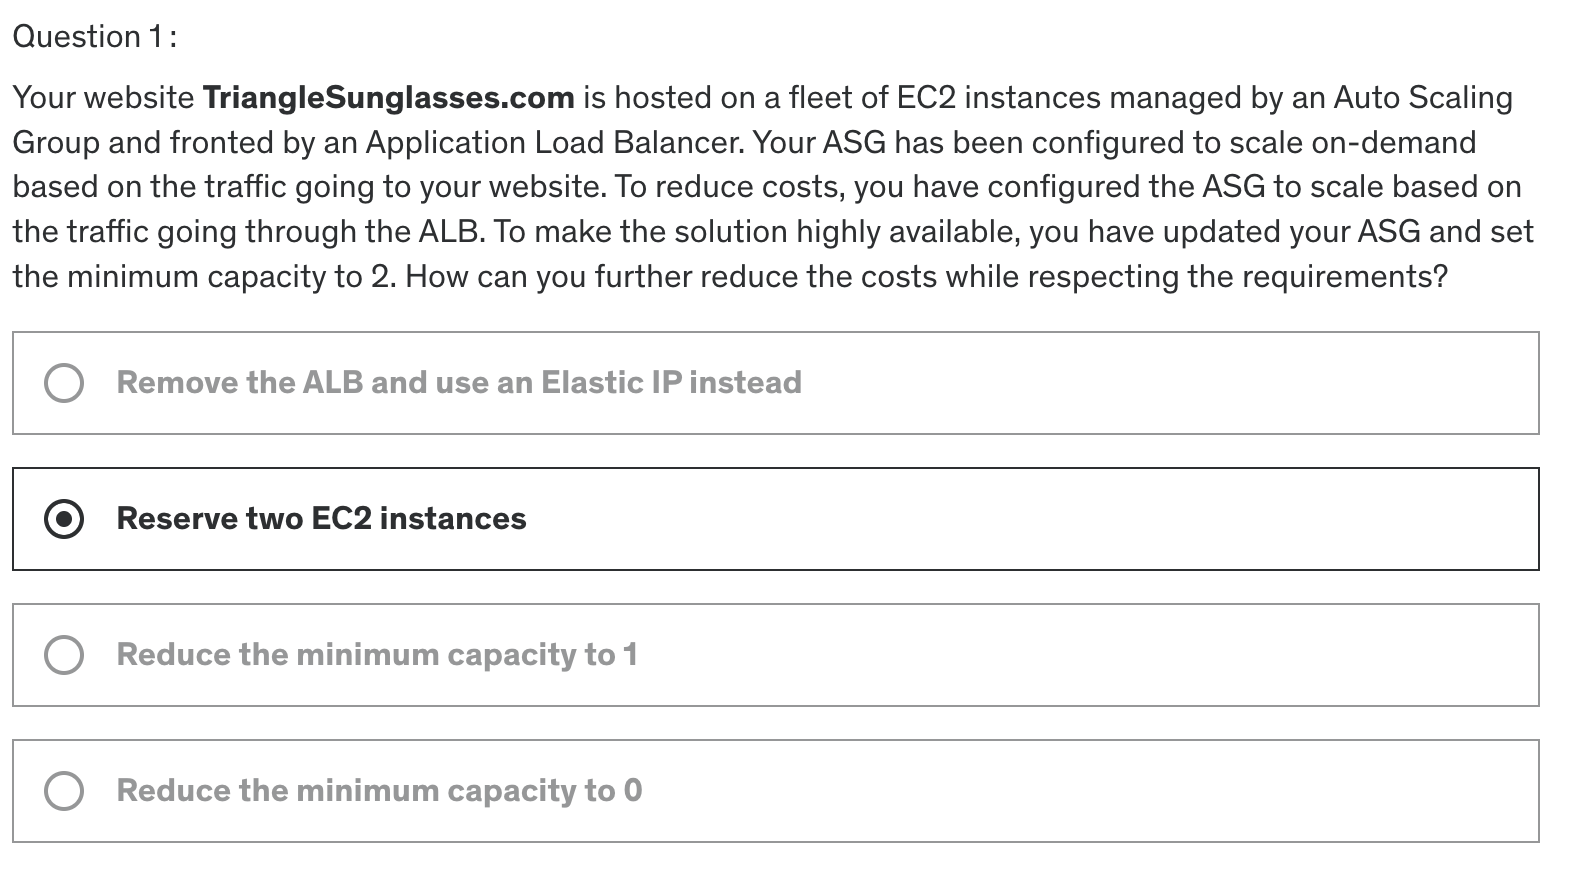 Question 1:
Your website TriangleSunglasses.com is hosted on a fleet of EC2 instances managed by an Auto Scaling
Group and fronted by an Application Load Balancer. Your ASG has been configured to scale on-demand
based on the traffic going to your website. To reduce costs, you have configured the ASG to scale based on
the traffic going through the ALB. To make the solution highly available, you have updated your ASG and set
the minimum capacity to 2. How can you further reduce the costs while respecting the requirements?
Remove the ALB and use an Elastic IP instead
Reserve two EC2 instances
Reduce the minimum capacity to 1
Reduce the minimum capacity to 0